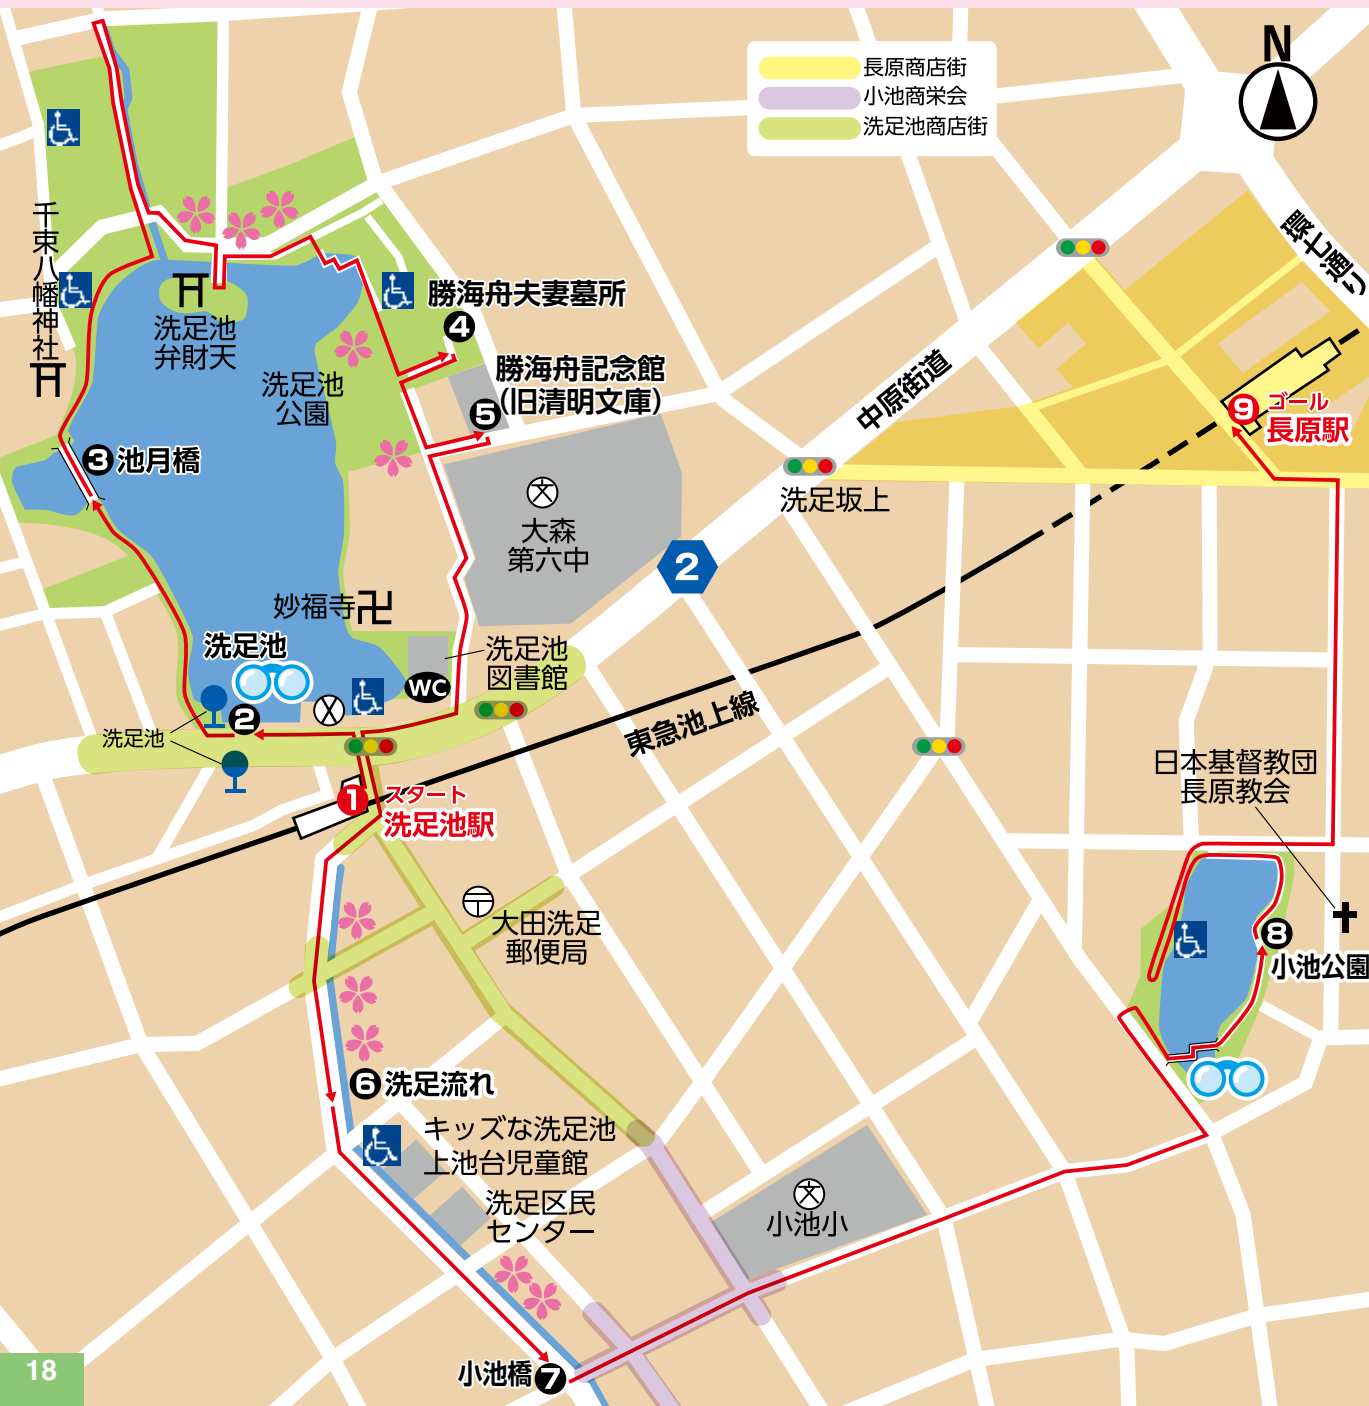 長原商店街
小池商栄会
洗足池商店街
N
環七通り
千束八幡神社
洗足池
弁財天
洗足池
公園
勝海舟夫妻墓所
4
勝海舟記念館
(旧清明文庫)
5
中原街道
9
ゴール
長原駅
3
池月橋
文
大森
第六中
洗足坂上
2
妙福寺
洗足池
洗足池
図書館
WC
X
2
洗足池
東急池上線
1
スタート
洗足池駅
日本基督教団
長原教会
大田洗足
郵便局
8
小池公園
6
洗足流れ
キッズな洗足池
上池台児童館
洗足区民
センター
文
小池小
小池橋
7
18